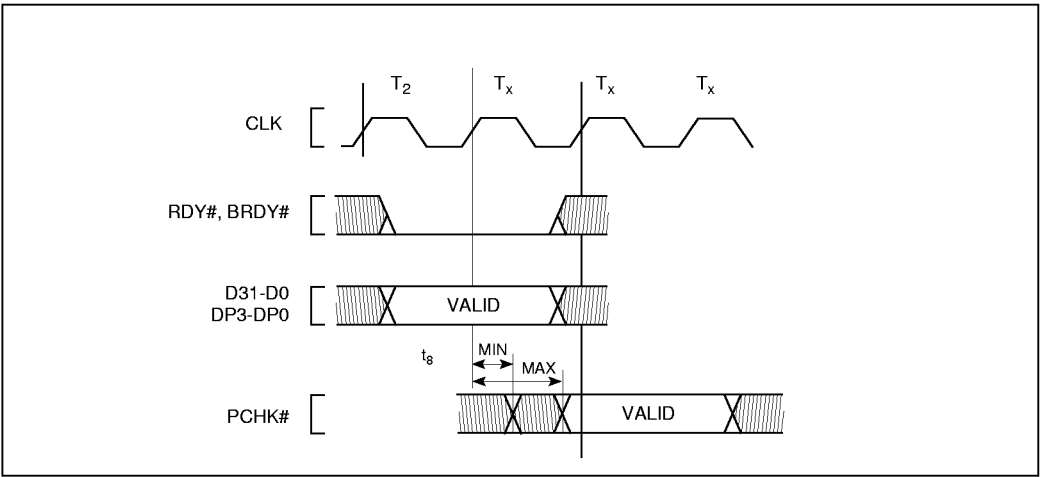 T2 Tx Tx Tx
CLK
RDY#, BRDY#
D31-D0
DP3-DP0
VALID
t8
MIN
MAX
PCHK#
VALID